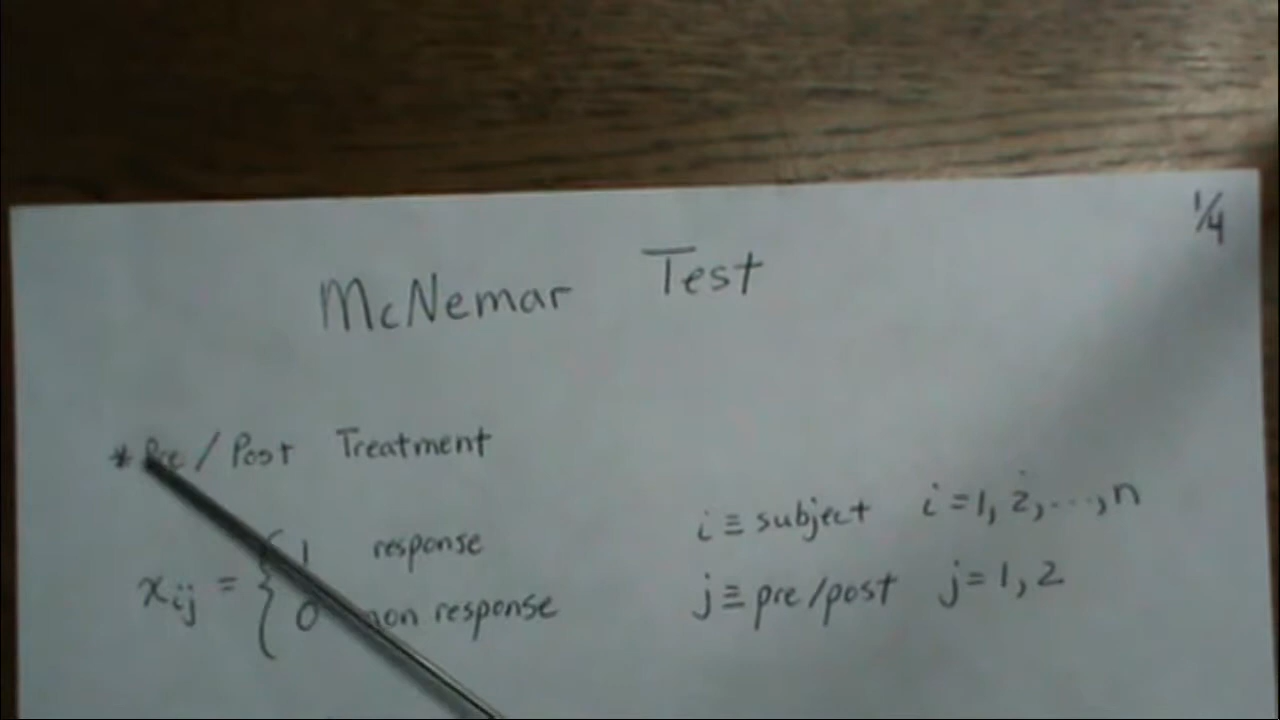 1/4
McNemar Test
* Pre / Post Treatment
x_ij = { 1 response
0 non response
i ≡ subject i = 1, 2, ..., n
j ≡ pre/post j = 1, 2